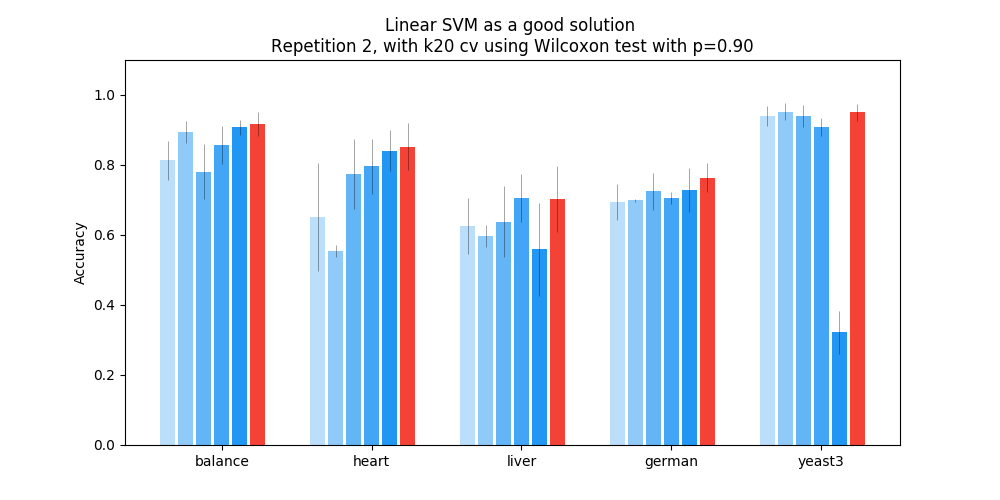 Linear SVM as a good solution
Repetition 2, with k20 cv using Wilcoxon test with p=0.90
Accuracy
1.0
0.8
0.6
0.4
0.2
0.0
balance heart liver german yeast3